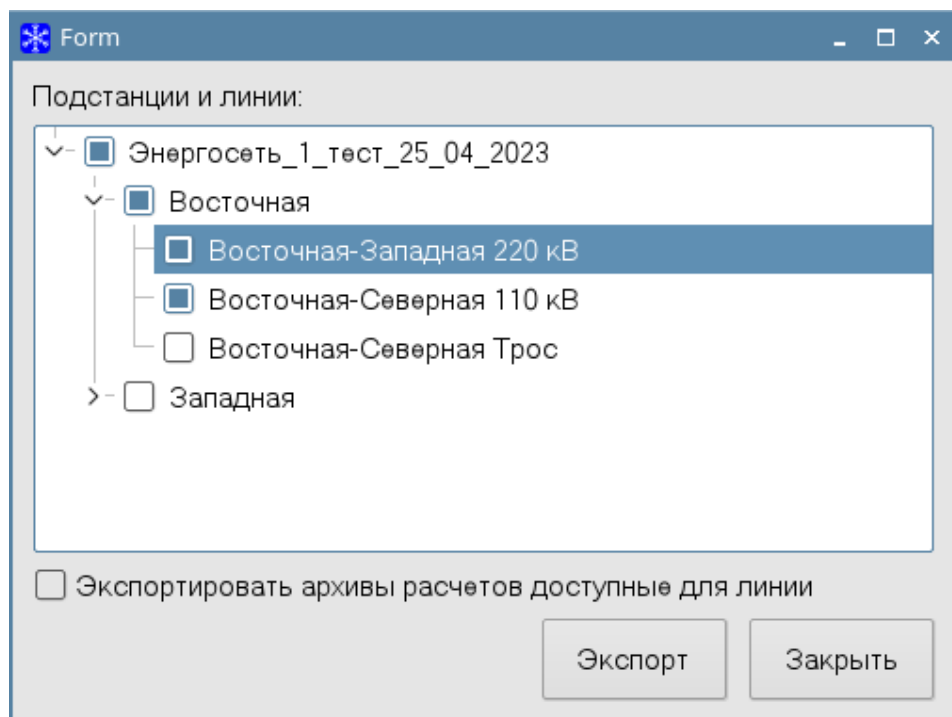 Form
Подстанции и линии:
Энергосеть_1_тест_25_04_2023
Восточная
Восточная-Западная 220 кВ
Восточная-Северная 110 кВ
Восточная-Северная Трос
Западная
Экспортировать архивы расчетов доступные для линии
Экспорт
Закрыть